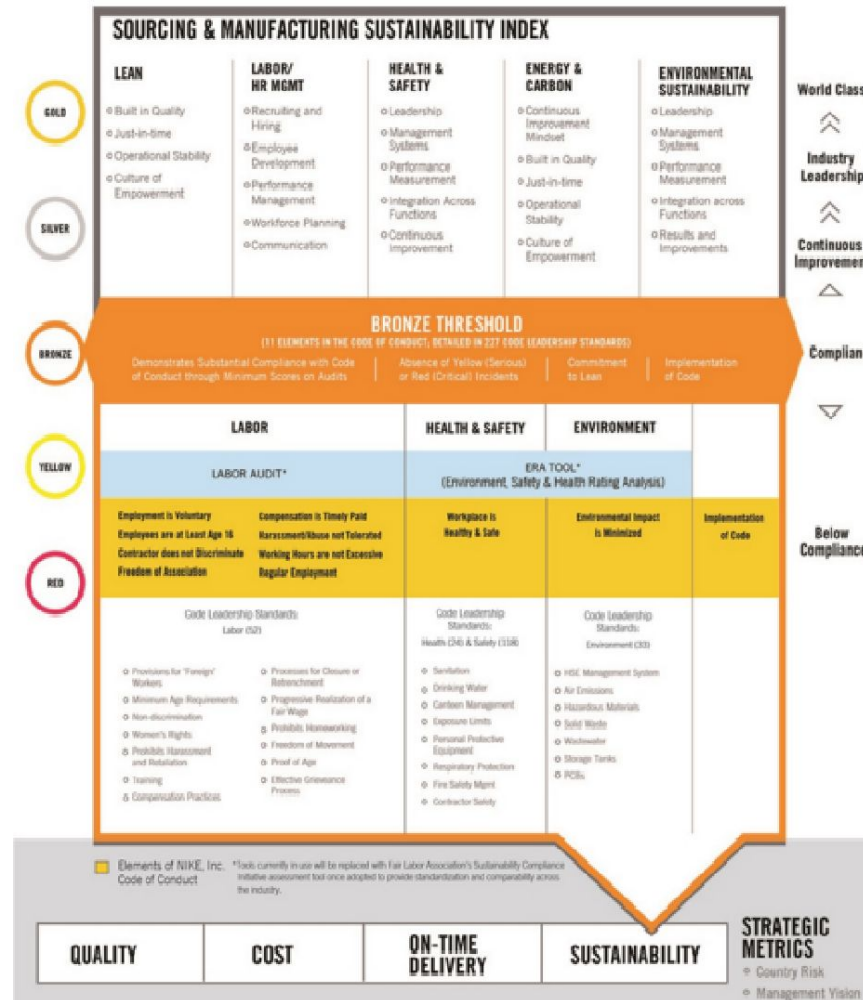 SOURCING & MANUFACTURING SUSTAINABILITY INDEX
GOLD
SILVER
BRONZE
YELLOW
RED
LEAN
Built in Quality
Just-in-time
Operational Stability
Culture of
Empowerment
LABOR/
HR MGMT
Recruiting and
Hiring
Employee
Development
Performance
Management
Workforce Planning
Communication
HEALTH &
SAFETY
Leadership
Management
Systems
Performance
Measurement
Integration Across
Functions
Continuous
Improvement
ENERGY &
CARBON
Continuous
Improvement
Mindset
Built in Quality
Just-in-time
Operational
Stability
Culture of
Empowerment
ENVIRONMENTAL
SUSTAINABILITY
Leadership
Management
Systems
Performance
Measurement
Integration across
Functions
Results and
Improvements
World Class
Industry
Leadership
Continuous
Improvement
Complian
Below
Compliance
BRONZE THRESHOLD
(11 ELEMENTS IN THE CODE OF CONDUCT; DETAILED IN 227 CODE LEADERSHIP STANDARDS)
Demonstrates Substantial Compliance with Code
of Conduct through Minimum Scores on Audits
Absence of Yellow (Serious)
or Red (Critical) Incidents
Commitment
to Lean
Implementation
of Code
LABOR
HEALTH & SAFETY
ENVIRONMENT
LABOR AUDIT*
ERA TOOL*
(Environment, Safety & Health Rating Analysis)
Employment is Voluntary
Employees are at Least Age 16
Contractor does not Discriminate
Freedom of Association
Compensation is Timely Paid
Harassment/Abuse not Tolerated
Working Hours are not Excessive
Regular Employment
Workplace is
Healthy & Safe
Environmental Impact
is Minimized
Implementation
of Code
Code Leadership Standards:
Labor (52)
Provisions for 'Foreign'
Workers
Minimum Age Requirements
Non-discrimination
Women's Rights
Prohibits Harassment
and Retaliation
Training
Compensation Practices
Processes for Closure or
Retrenchment
Progressive Realization of a
Fair Wage
Prohibits Homeworking
Freedom of Movement
Proof of Age
Effective Grievance
Process
Code Leadership
Standards:
Health (24) & Safety (118)
Sanitation
Drinking Water
Canteen Management
Exposure Limits
Personal Protective
Equipment
Respiratory Protection
Fire Safety Mgmt
Contractor Safety
Code Leadership
Standards:
Environment (33)
HSE Management System
Air Emissions
Hazardous Materials
Solid Waste
Wastewater
Storage Tanks
PCBs
Elements of NIKE, Inc.
Code of Conduct
*Tools currently in use will be replaced with Fair Labor Association's Sustainability Compliance
Initiative assessment tool once adopted to provide standardization and comparability across
the industry.
QUALITY
COST
ON-TIME
DELIVERY
SUSTAINABILITY
STRATEGIC
METRICS
Country Risk
Management Vision